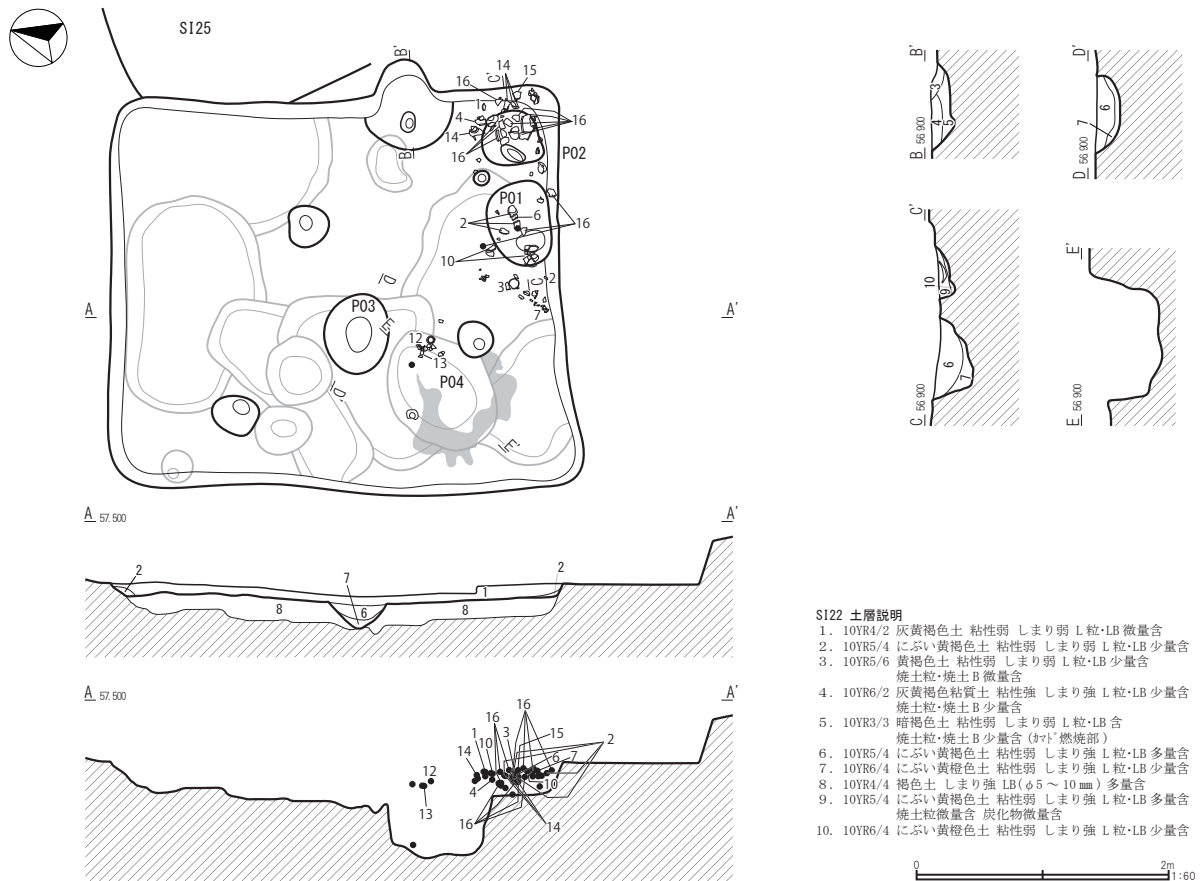 SI25
B'
14
C'
15
16
1
4
16
14
16
B
P02
P01
6
2
16
10
D
3
C
2
7
A
A'
P03
E
12
13
P04
D'
E'
A 57.500
A'
2
7
2
1
8
6
8
A 57.500
A'
16
16
3
1
10
15
14
2
6
7
12
4
10
13
16
14
B'
3
4
5
B 56.900
D'
6
7
D 56.900
C'
10
9
6
7
C 56.900
E'
E 56.900
SI22 土層説明
1. 10YR4/2 灰黄褐色土 粘性弱 しまり弱 L粒・LB微量含
2. 10YR5/4 にぶい黄褐色土 粘性弱 しまり弱 L粒・LB少量含
3. 10YR5/6 黄褐色土 粘性弱 しまり弱 L粒・LB少量含
焼土粒・焼土B微量含
4. 10YR6/2 灰黄褐色粘質土 粘性強 しまり強 L粒・LB少量含
焼土粒・焼土B少量含
5. 10YR3/3 暗褐色土 粘性弱 しまり弱 L粒・LB含
焼土粒・焼土B少量含(ｶﾏﾄﾞ燃焼部)
6. 10YR5/4 にぶい黄褐色土 粘性弱 しまり強 L粒・LB多量含
7. 10YR6/4 にぶい黄橙色土 粘性弱 しまり強 L粒・LB少量含
8. 10YR4/4 褐色土 しまり強 LB(φ5～10㎜)多量含
9. 10YR5/4 にぶい黄褐色土 粘性弱 しまり強 L粒・LB多量含
焼土粒微量含 炭化物微量含
10. 10YR6/4 にぶい黄橙色土 粘性弱 しまり強 L粒・LB少量含
0 2m
1:60